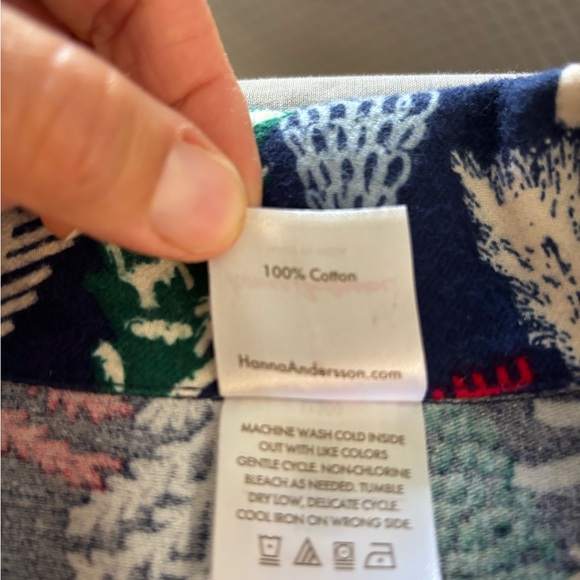 100% Cotton
HannaAndersson.com
MACHINE WASH COLD INSIDE
OUT WITH LIKE COLORS
GENTLE CYCLE. NON-CHLORINE
BLEACH AS NEEDED. TUMBLE
DRY LOW, DELICATE CYCLE.
COOL IRON ON WRONG SIDE.